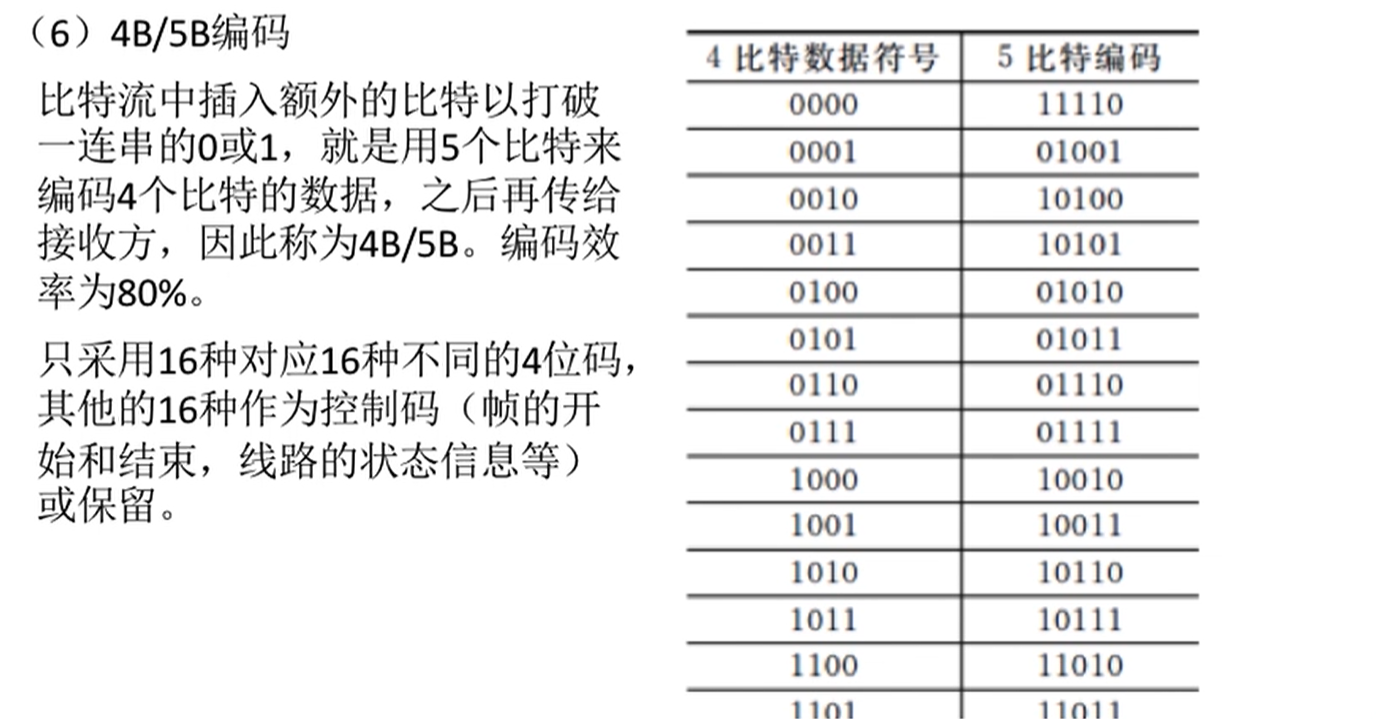 （6）4B/5B编码
比特流中插入额外的比特以打破
一连串的0或1，就是用5个比特来
编码4个比特的数据，之后再传给
接收方，因此称为4B/5B。编码效
率为80%。
只采用16种对应16种不同的4位码，
其他的16种作为控制码（帧的开
始和结束，线路的状态信息等）
或保留。
4 比特数据符号 5 比特编码
0000 11110
0001 01001
0010 10100
0011 10101
0100 01010
0101 01011
0110 01110
0111 01111
1000 10010
1001 10011
1010 10110
1011 10111
1100 11010
1101 11011